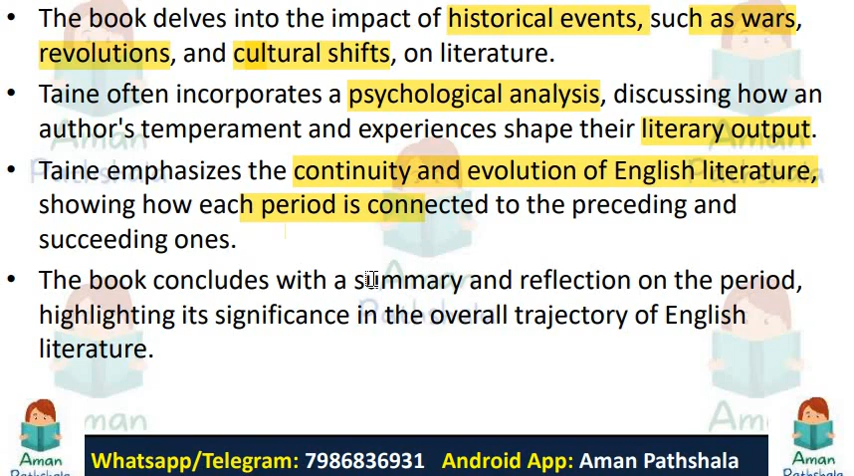 • The book delves into the impact of historical events, such as wars,
revolutions, and cultural shifts, on literature.
• Taine often incorporates a psychological analysis, discussing how an
author's temperament and experiences shape their literary output.
• Taine emphasizes the continuity and evolution of English literature,
showing how each period is connected to the preceding and
succeeding ones.
• The book concludes with a summary and reflection on the period,
highlighting its significance in the overall trajectory of English
literature.
Aman
Pathshala
Whatsapp/Telegram: 7986836931 Android App: Aman Pathshala
Aman
Pathshala